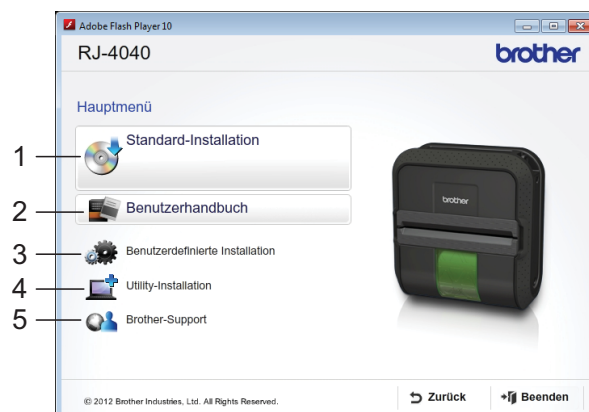 Adobe Flash Player 10
RJ-4040
brother
Hauptmenü
1
Standard-Installation
2
Benutzerhandbuch
3
Benutzerdefinierte Installation
4
Utility-Installation
5
Brother-Support
brother
© 2012 Brother Industries, Ltd. All Rights Reserved.
Zurück
Beenden